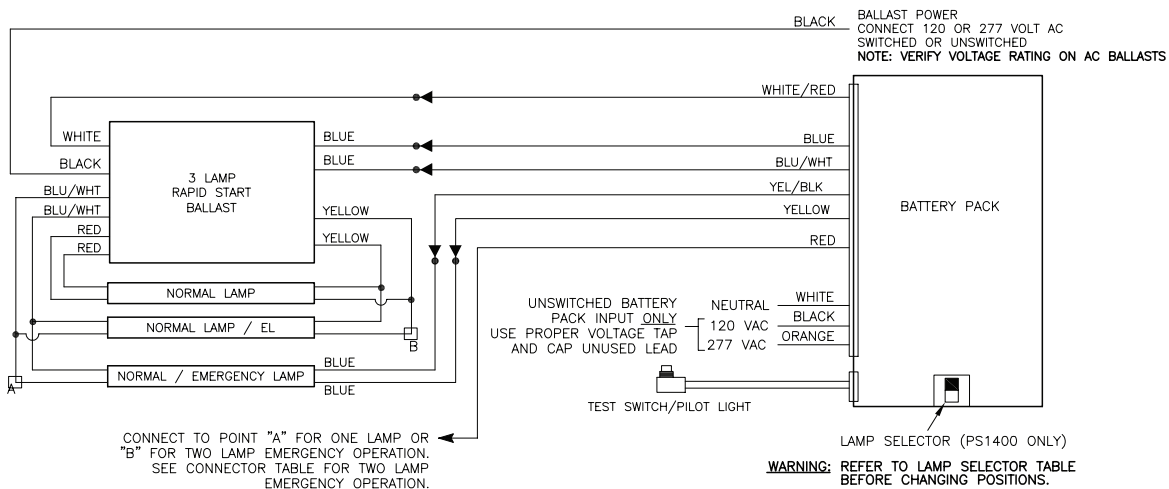 BLACK
BALLAST POWER
CONNECT 120 OR 277 VOLT AC
SWITCHED OR UNSWITCHED
NOTE: VERIFY VOLTAGE RATING ON AC BALLASTS
WHITE/RED
WHITE
BLUE
BLUE
BLACK
BLUE
BLU/WHT
3 LAMP
RAPID START
BALLAST
BLU/WHT
YEL/BLK
BLU/WHT
YELLOW
YELLOW
BATTERY PACK
RED
YELLOW
RED
RED
NORMAL LAMP
UNSWITCHED BATTERY
PACK INPUT ONLY
USE PROPER VOLTAGE TAP
AND CAP UNUSED LEAD
NEUTRAL
WHITE
120 VAC
BLACK
277 VAC
ORANGE
NORMAL LAMP / EL
B
BLUE
NORMAL / EMERGENCY LAMP
BLUE
A
TEST SWITCH/PILOT LIGHT
CONNECT TO POINT "A" FOR ONE LAMP OR
"B" FOR TWO LAMP EMERGENCY OPERATION.
SEE CONNECTOR TABLE FOR TWO LAMP
EMERGENCY OPERATION.
LAMP SELECTOR (PS1400 ONLY)
WARNING: REFER TO LAMP SELECTOR TABLE
BEFORE CHANGING POSITIONS.